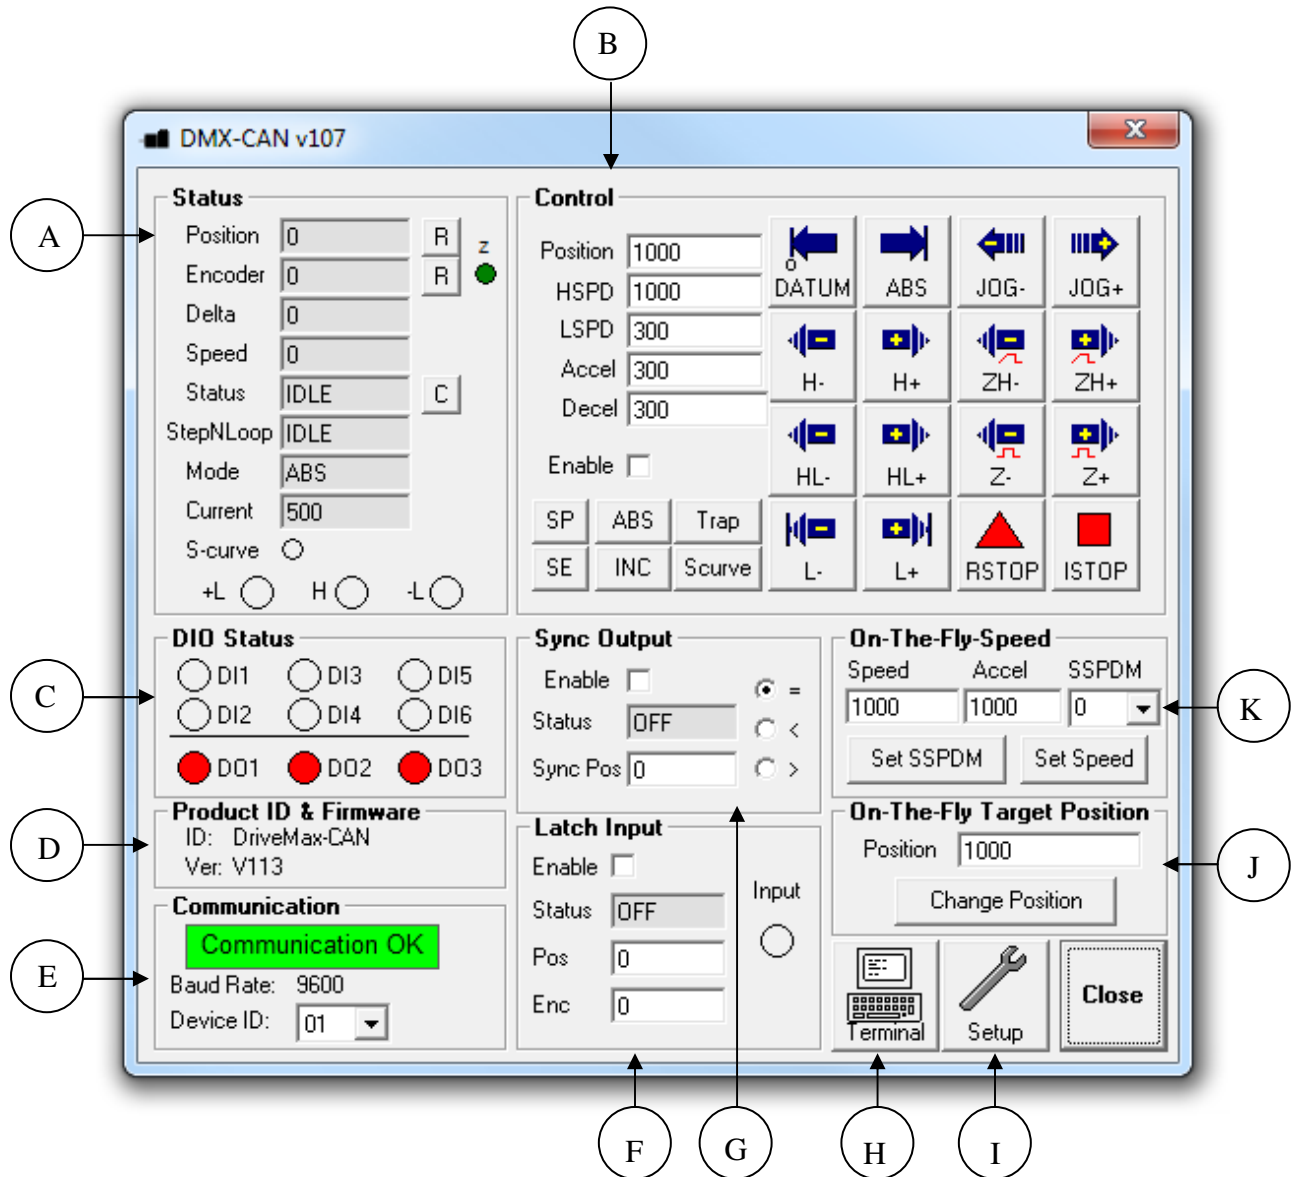 B
DMX-CAN v107
x
A
Status
Position 0 R
z
Encoder 0 R
Delta 0
Speed 0
Status IDLE C
StepNLoop IDLE
Mode ABS
Current 500
S-curve
+L H -L
Control
Position 1000
HSPD 1000
LSPD 300
Accel 300
Decel 300
Enable
SP ABS Trap
SE INC Scurve
O
DATUM ABS JOG- JOG+
H- H+ ZH- ZH+
HL- HL+ Z- Z+
L- L+ RSTOP ISTOP
C
DIO Status
DI1 DI3 DI5
DI2 DI4 DI6
DO1 DO2 DO3
D
Product ID & Firmware
ID: DriveMax-CAN
Ver: V113
E
Communication
Communication OK
Baud Rate: 9600
Device ID: 01
Sync Output
Enable =
Status OFF <
Sync Pos 0 >
Latch Input
Enable
Input
Status OFF
Pos 0
Enc 0
On-The-Fly-Speed
Speed Accel SSPDM
1000 1000 0
Set SSPDM Set Speed
K
On-The-Fly Target Position
Position 1000
Change Position
J
Terminal Setup Close
F G H I